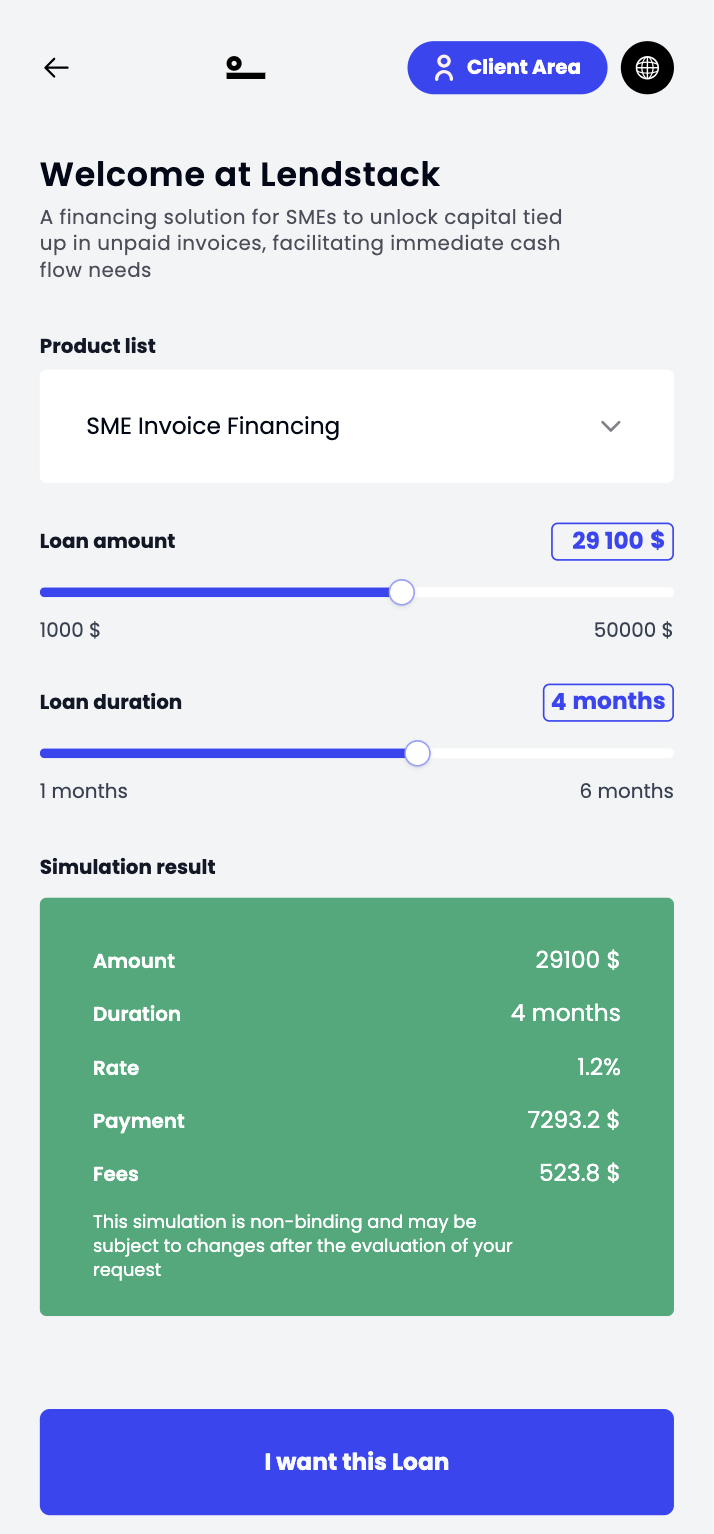 Client Area
Welcome at Lendstack
A financing solution for SMEs to unlock capital tied
up in unpaid invoices, facilitating immediate cash
flow needs
Product list
SME Invoice Financing
Loan amount
29 100 $
1000 $
50000 $
Loan duration
4 months
1 months
6 months
Simulation result
Amount
29100 $
Duration
4 months
Rate
1.2%
Payment
7293.2 $
Fees
523.8 $
This simulation is non-binding and may be
subject to changes after the evaluation of your
request
I want this Loan